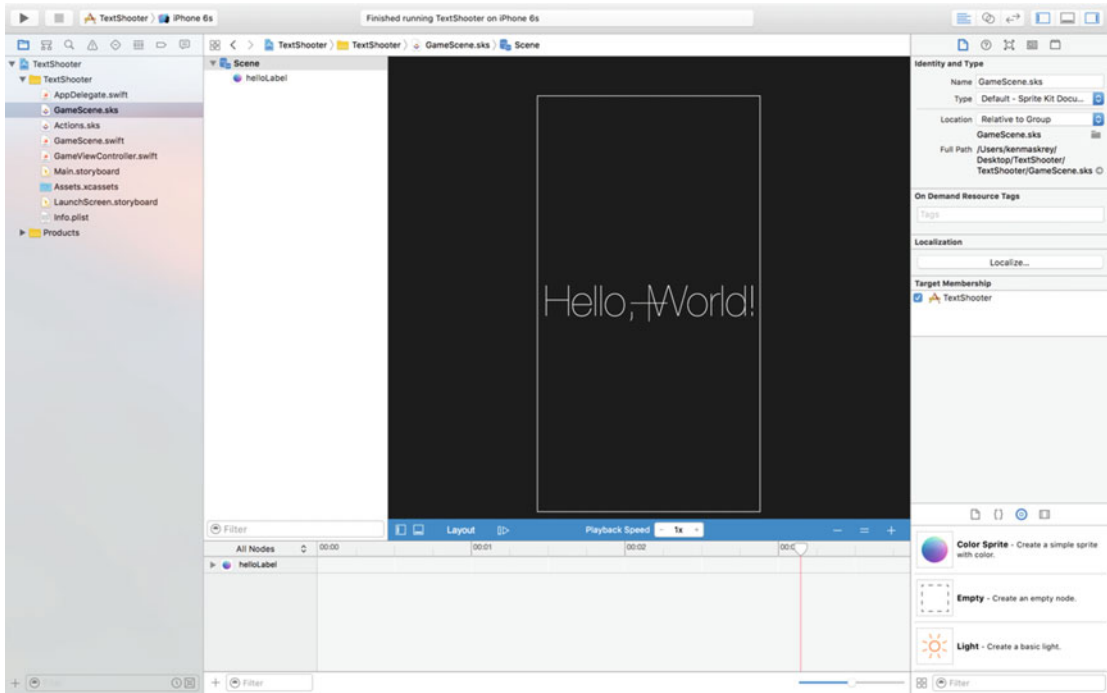 TextShooter 〉 iPhone 6s
Finished running TextShooter on iPhone 6s
TextShooter
TextShooter
AppDelegate.swift
GameScene.sks
Actions.sks
GameScene.swift
GameViewController.swift
Main.storyboard
Assets.xcassets
LaunchScreen.storyboard
Info.plist
Products
TextShooter 〉 TextShooter 〉 GameScene.sks 〉 Scene
Scene
helloLabel
Filter
Hello, World!
Layout
Playback Speed - 1x +
All Nodes 00:00 00:01 00:02
helloLabel
Filter
Identity and Type
Name GameScene.sks
Type Default - Sprite Kit Docu...
Location Relative to Group
GameScene.sks
Full Path /Users/kenmaskrey/
Desktop/TextShooter/
TextShooter/GameScene.sks
On Demand Resource Tags
Tags
Localization
Localize...
Target Membership
TextShooter
Color Sprite - Create a simple sprite
with color.
Empty - Create an empty node.
Light - Create a basic light.
Filter